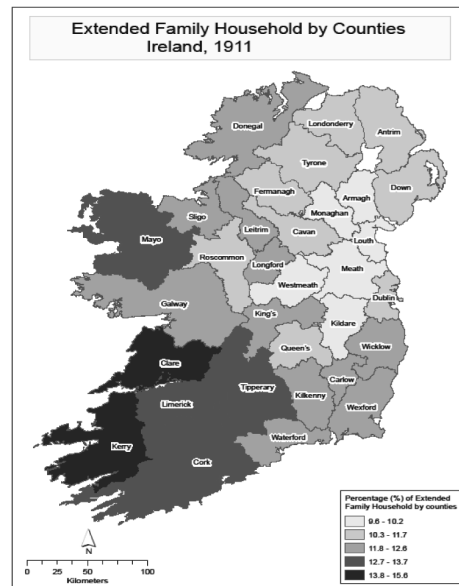 Extended Family Household by Counties
Ireland, 1911
Donegal
Londonderry
Antrim
Tyrone
Fermanagh
Armagh
Down
Monaghan
Sligo
Leitrim
Cavan
Louth
Mayo
Roscommon
Longford
Meath
Westmeath
Dublin
Galway
King's
Kildare
Queen's
Wicklow
Clare
Carlow
Tipperary
Limerick
Kilkenny
Wexford
Waterford
Kerry
Cork
N
0 25 50 100
Kilometers
Percentage (%) of Extended
Family Household by counties
9.6 - 10.2
10.3 - 11.7
11.8 - 12.6
12.7 - 13.7
13.8 - 15.6